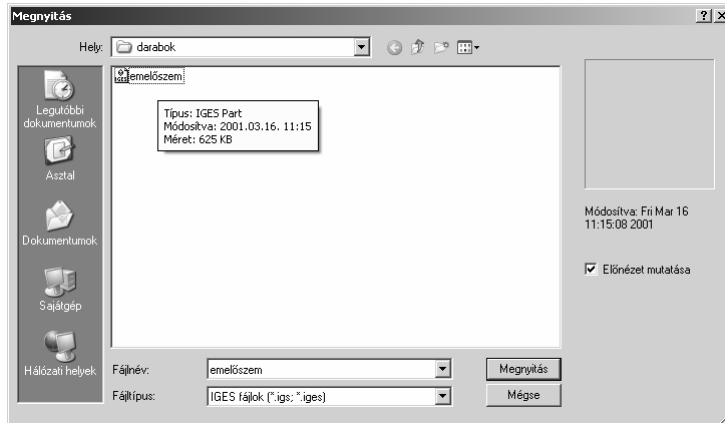 Megnyitás
Hely:
darabok
emelőszem
Típus: IGES Part
Módosítva: 2001.03.16. 11:15
Méret: 625 KB
Legutóbbi
dokumentumok
Asztal
Dokumentumok
Sajátgép
Hálózati helyek
Módosítva: Fri Mar 16
11:15:08 2001
Előnézet mutatása
Fájlnév:
emelőszem
Megnyitás
Fájltípus:
IGES fájlok (*.igs; *.iges)
Mégse